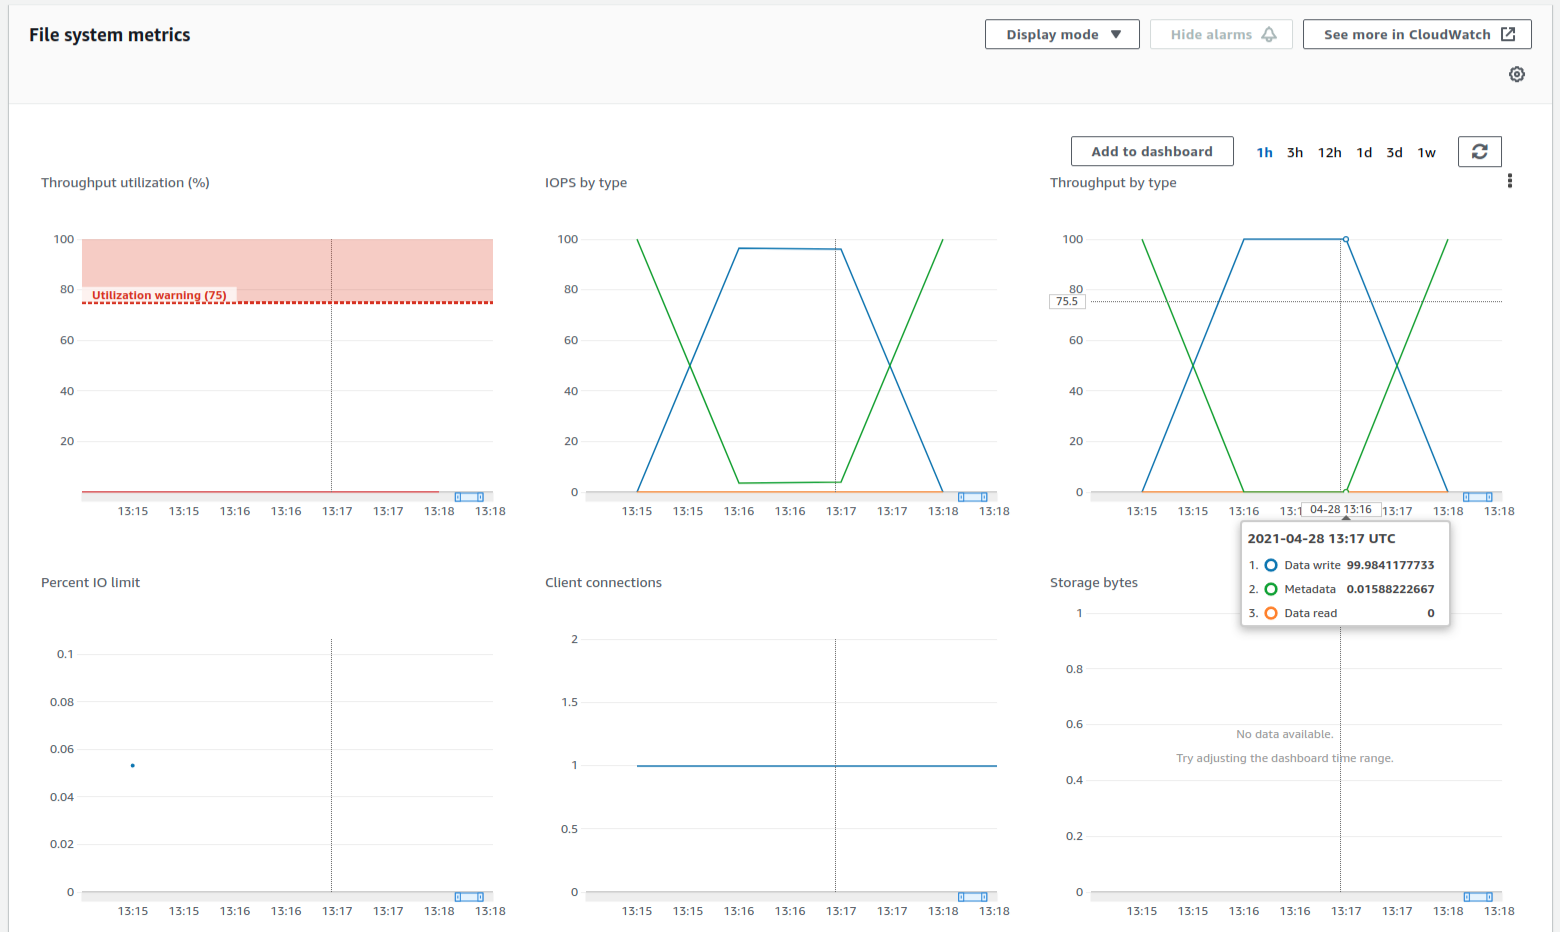 File system metrics
Display mode
Hide alarms
See more in CloudWatch
Add to dashboard
1h 3h 12h 1d 3d 1w
Throughput utilization (%)
100
80
60
40
20
Utilization warning (75)
13:15 13:15 13:16 13:16 13:17 13:17 13:18 13:18
IOPS by type
100
80
60
40
20
0
13:15 13:15 13:16 13:16 13:17 13:17 13:18 13:18
Throughput by type
100
80
75.5
60
40
20
0
13:15 13:15 13:16 13:1 04-28 13:16 13:17 13:18 13:18
2021-04-28 13:17 UTC
1. Data write 99.9841177733
2. Metadata 0.01588222667
3. Data read 0
Percent IO limit
0.1
0.08
0.06
0.04
0.02
0
13:15 13:15 13:16 13:16 13:17 13:17 13:18 13:18
Client connections
2
1.5
1
0.5
0
13:15 13:15 13:16 13:16 13:17 13:17 13:18 13:18
Storage bytes
1
0.8
0.6
0.4
0.2
0
No data available.
Try adjusting the dashboard time range.
13:15 13:15 13:16 13:16 13:17 13:17 13:18 13:18